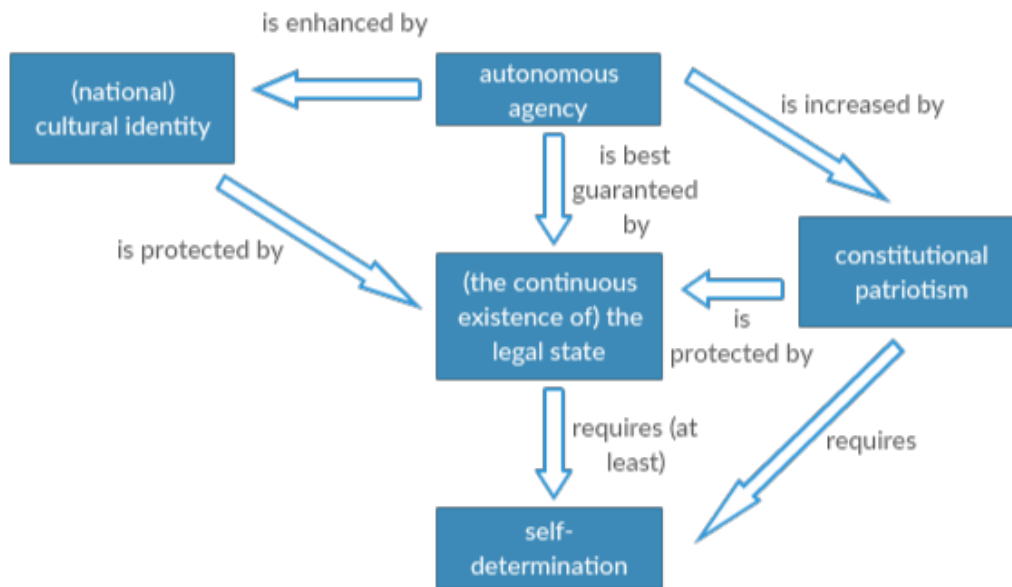 is enhanced by
(national)
cultural identity
autonomous
agency
is increased by
is best
guaranteed
by
is protected by
(the continuous
existence of) the
legal state
constitutional
patriotism
is
protected by
requires (at
least)
requires
self-
determination